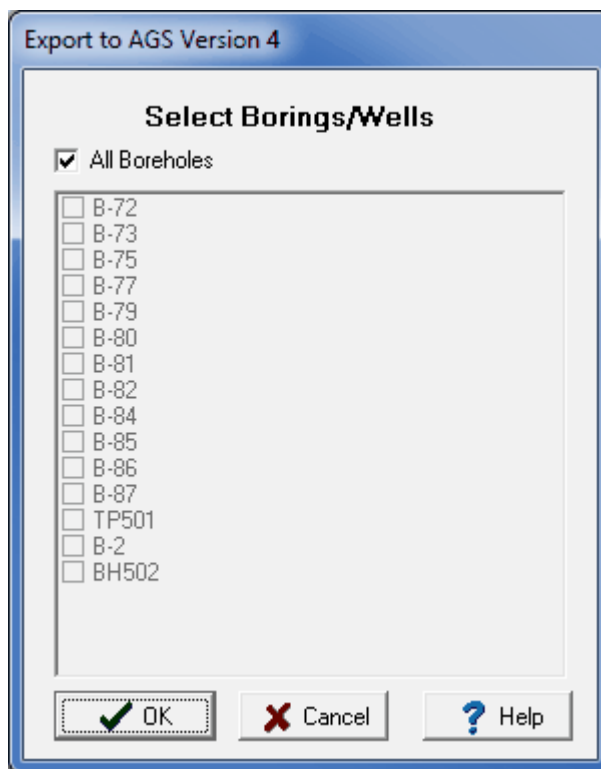 Export to AGS Version 4
Select Borings/Wells
All Boreholes
B-72
B-73
B-75
B-77
B-79
B-80
B-81
B-82
B-84
B-85
B-86
B-87
TP501
B-2
BH502
OK Cancel Help